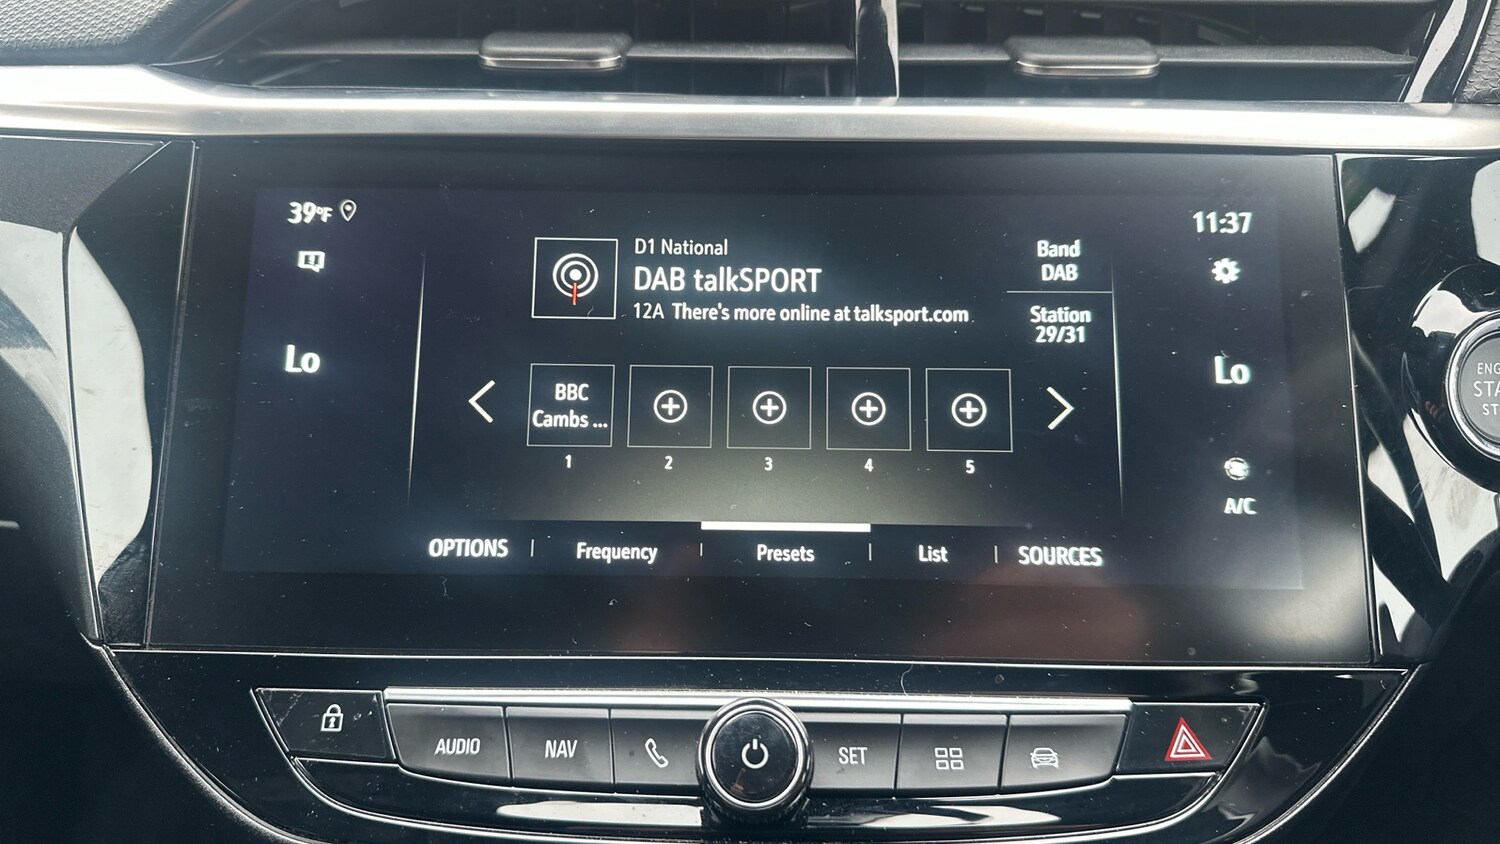 39°F
11:37
D1 National
DAB talkSPORT
12A There's more online at talksport.com
Band
DAB
Station
29/31
Lo
Lo
BBC
Cambs ...
1
2
3
4
5
A/C
OPTIONS
Frequency
Presets
List
SOURCES
AUDIO
NAV
SET